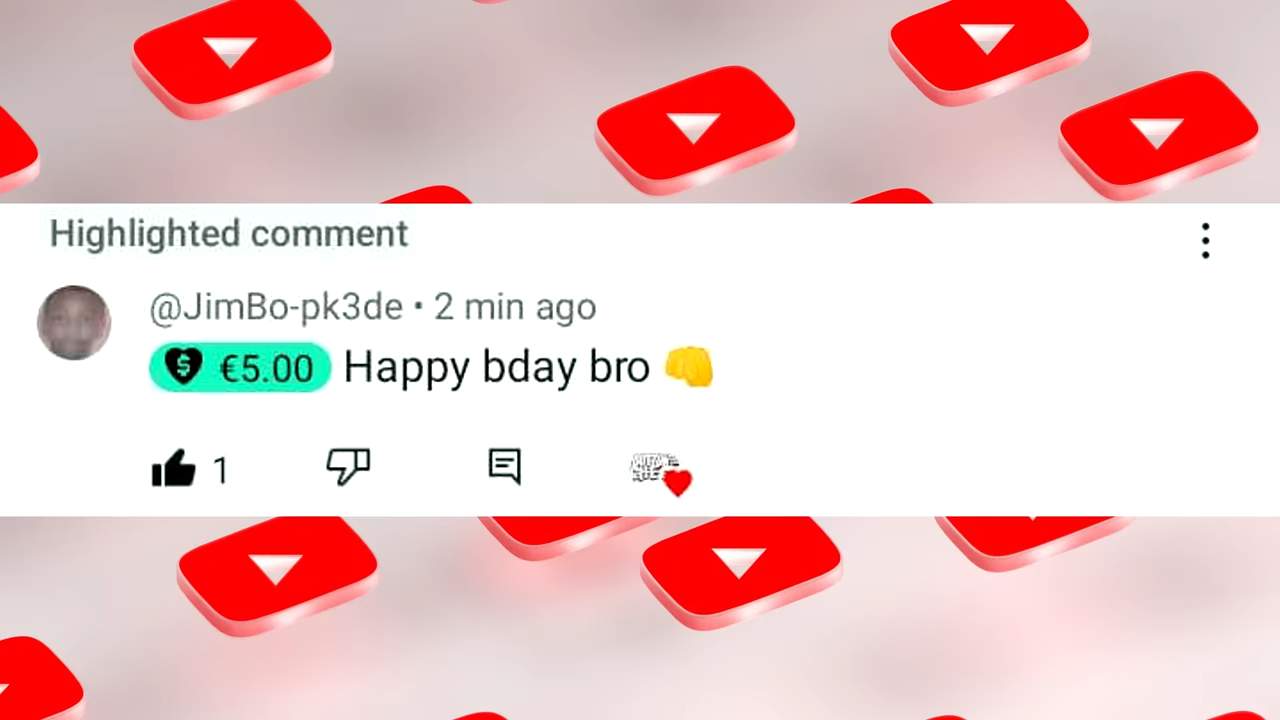 Highlighted comment
@JimBo-pk3de • 2 min ago
€5.00 Happy bday bro 👊
1